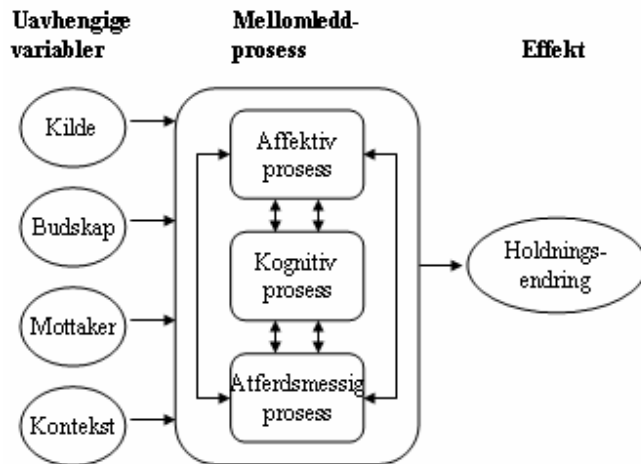 Uavhengige
variabler
Mellomledd-
prosess
Effekt
Kilde
Budskap
Mottaker
Kontekst
Affektiv
prosess
Kognitiv
prosess
Atferdsmessig
prosess
Holdnings-
endring